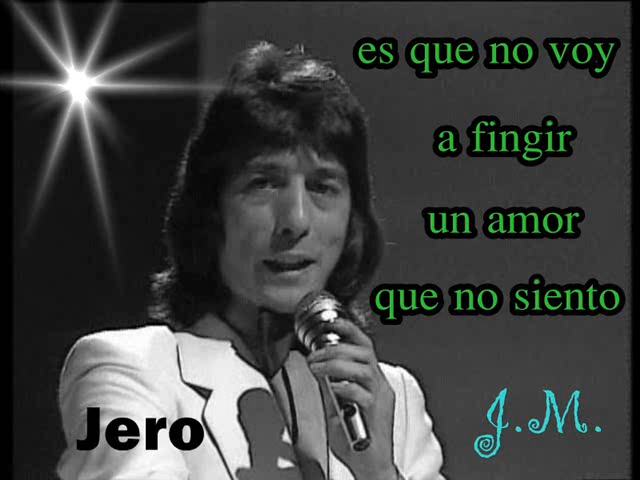 es que no voy
a fingir
un amor
que no siento
Jero
J.M.